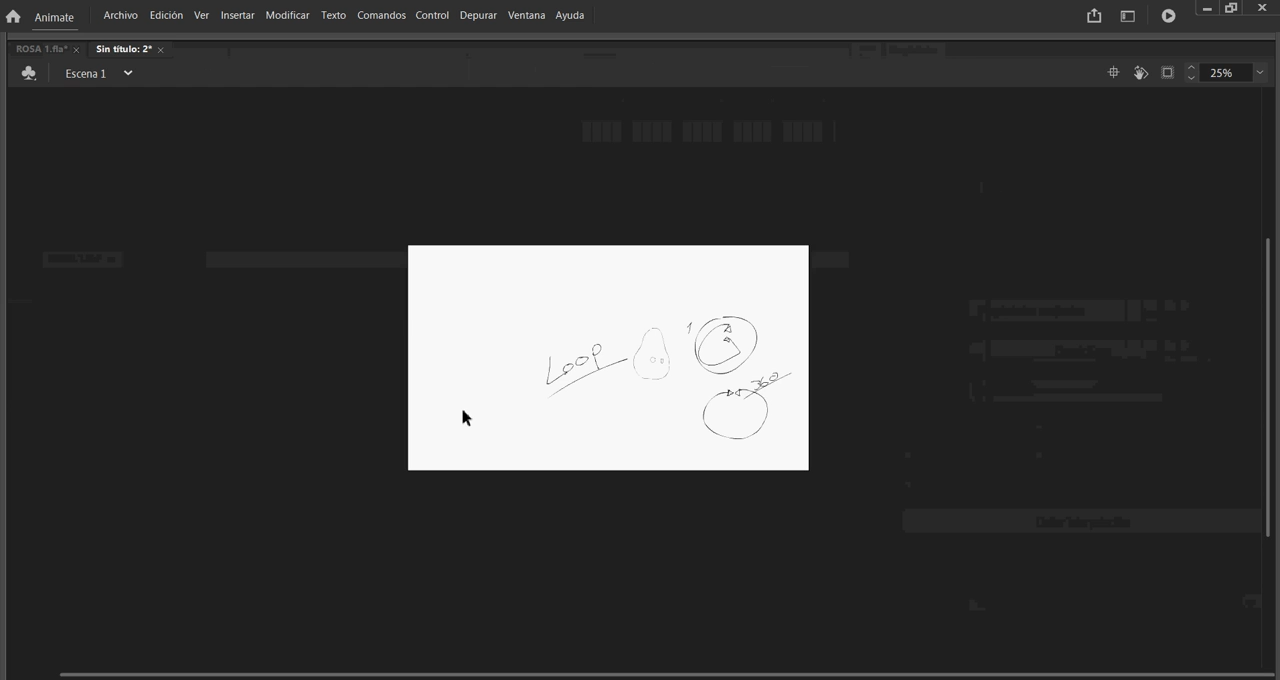 Animate Archivo Edición Ver Insertar Modificar Texto Comandos Control Depurar Ventana Ayuda
ROSA 1.fla* × Sin título: 2* ×
Escena 1 25%
1
LOOP
360